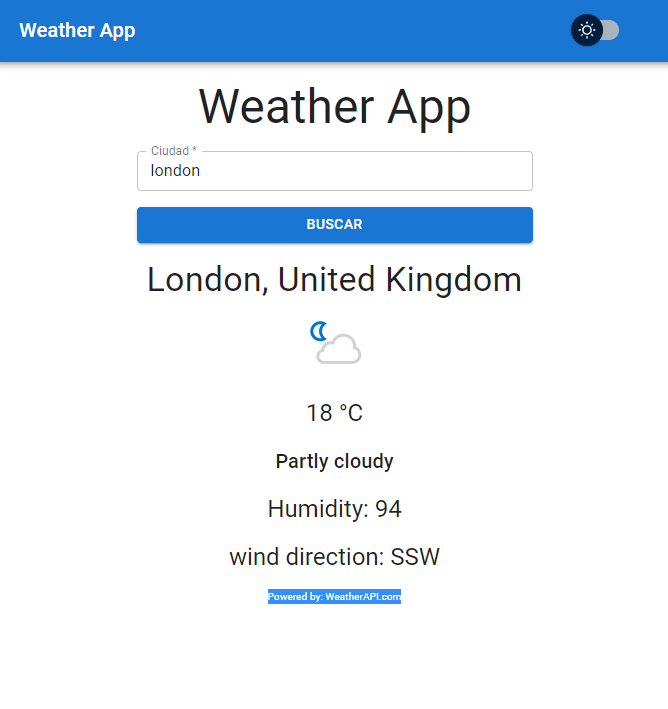 Weather App
Weather App
Ciudad *
london
BUSCAR
London, United Kingdom
18 °C
Partly cloudy
Humidity: 94
wind direction: SSW
Powered by: WeatherAPI.com